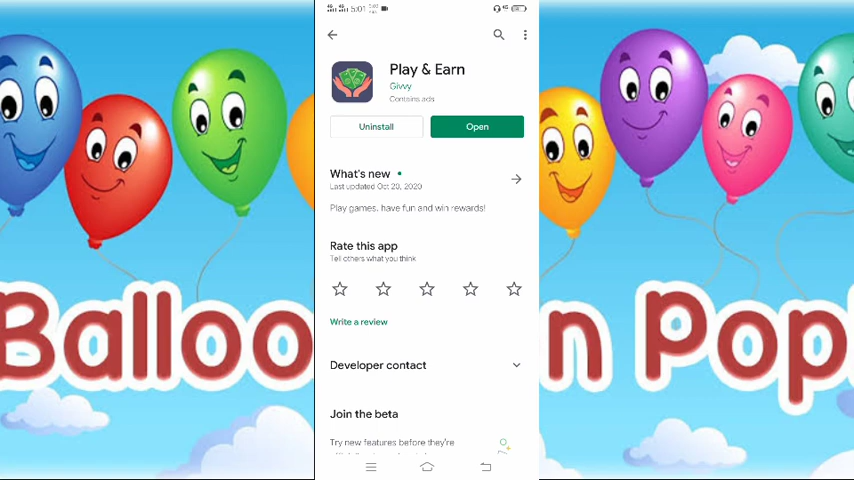 5:01
Play & Earn
Givvy
Contains ads
Uninstall
Open
What's new
Last updated Oct 20, 2020
Play games, have fun and win rewards!
Rate this app
Tell others what you think
Write a review
Developer contact
Join the beta
Try new features before they're
Balloo
n Pop